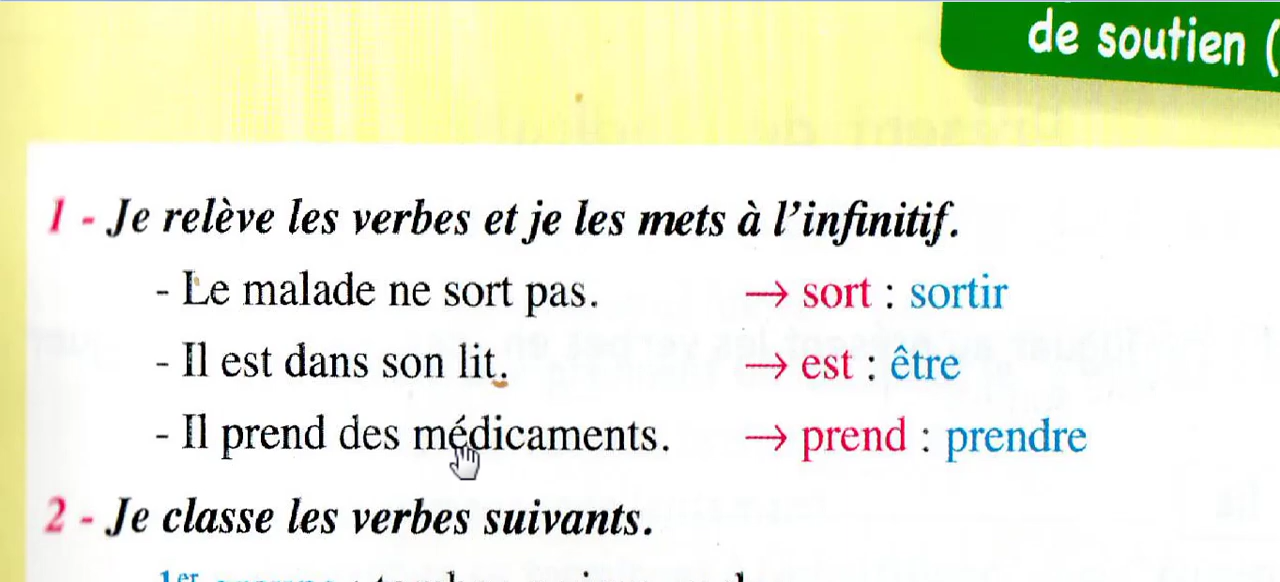 de soutien (
1 - Je relève les verbes et je les mets à l'infinitif.
- Le malade ne sort pas. → sort : sortir
- Il est dans son lit. → est : être
- Il prend des médicaments. → prend : prendre
2 - Je classe les verbes suivants.
1er